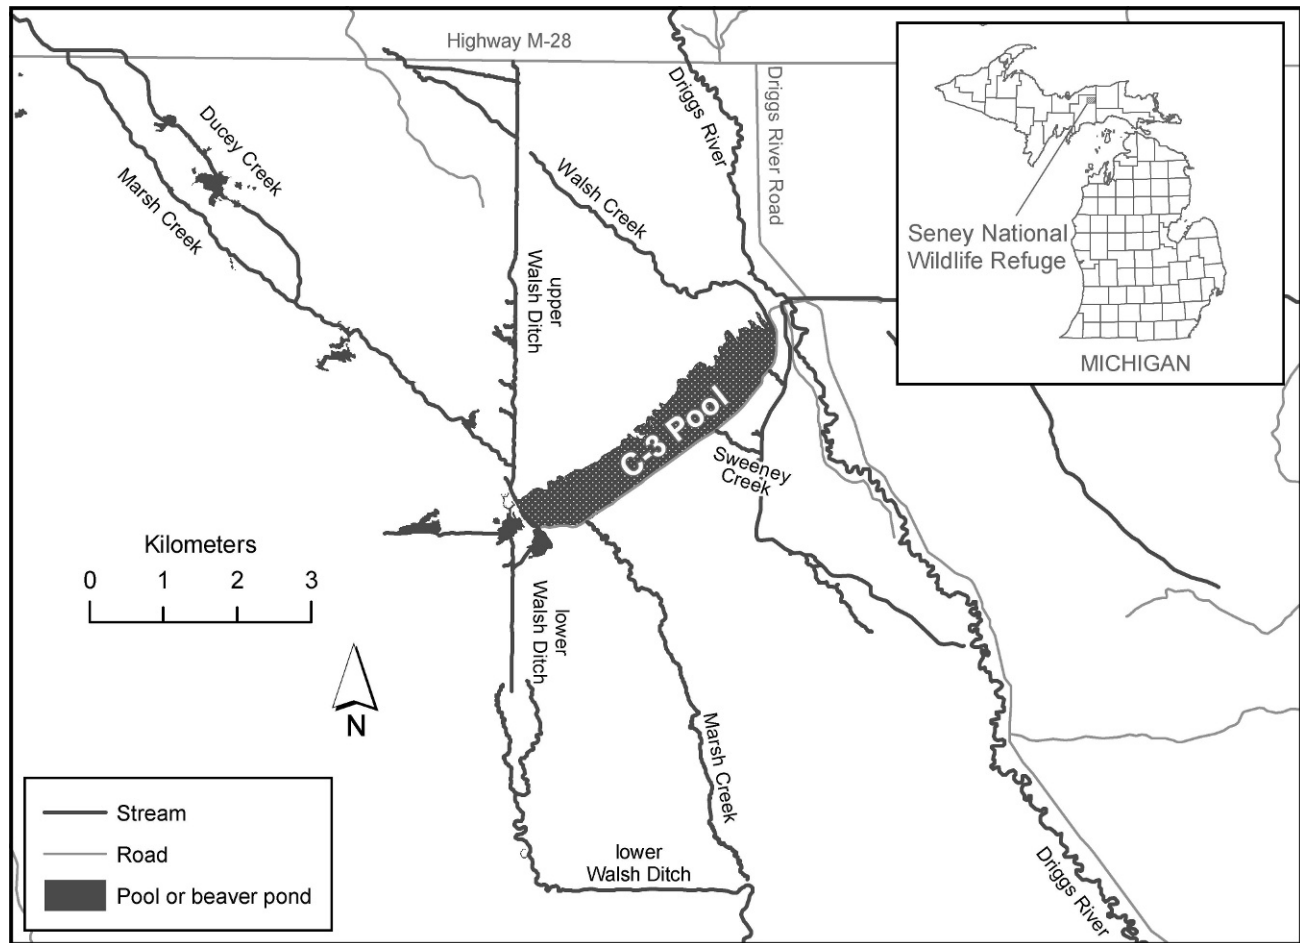 Highway M-28
Driggs River
Driggs River Road
Ducey Creek
Marsh Creek
Walsh Creek
upper
Walsh Ditch
Seney National
Wildlife Refuge
MICHIGAN
C-3 Pool
Sweeney
Creek
Kilometers
0 1 2 3
N
lower
Walsh Ditch
Marsh Creek
lower
Walsh Ditch
Driggs River
Stream
Road
Pool or beaver pond